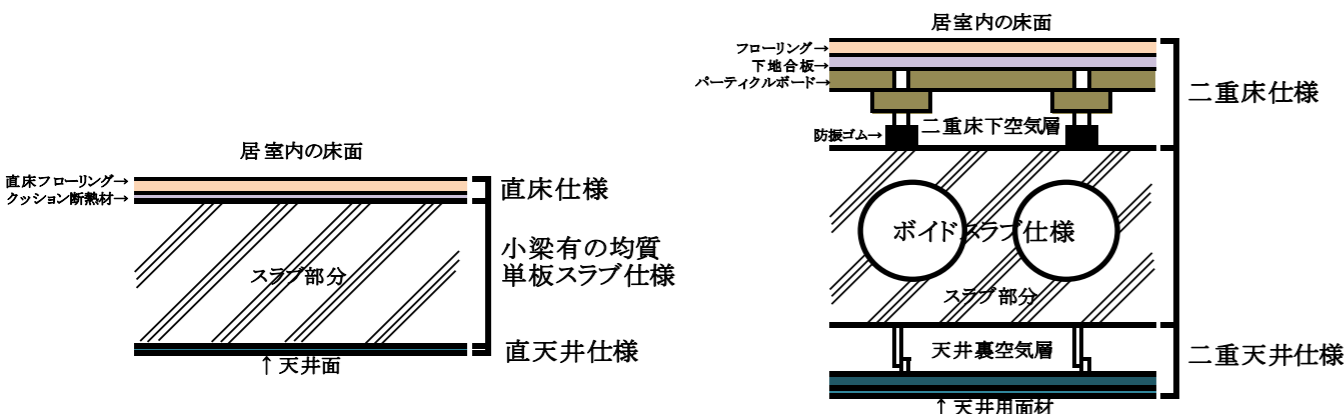 居室内の床面
直床フローリング→
クッション断熱材→
直床仕様
小梁有の均質
単板スラブ仕様
スラブ部分
直天井仕様
↑天井面
居室内の床面
フローリング→
下地合板→
パーティクルボード→
二重床仕様
防振ゴム→
二重床下空気層
ボイドスラブ仕様
スラブ部分
天井裏空気層
二重天井仕様
↑天井用面材